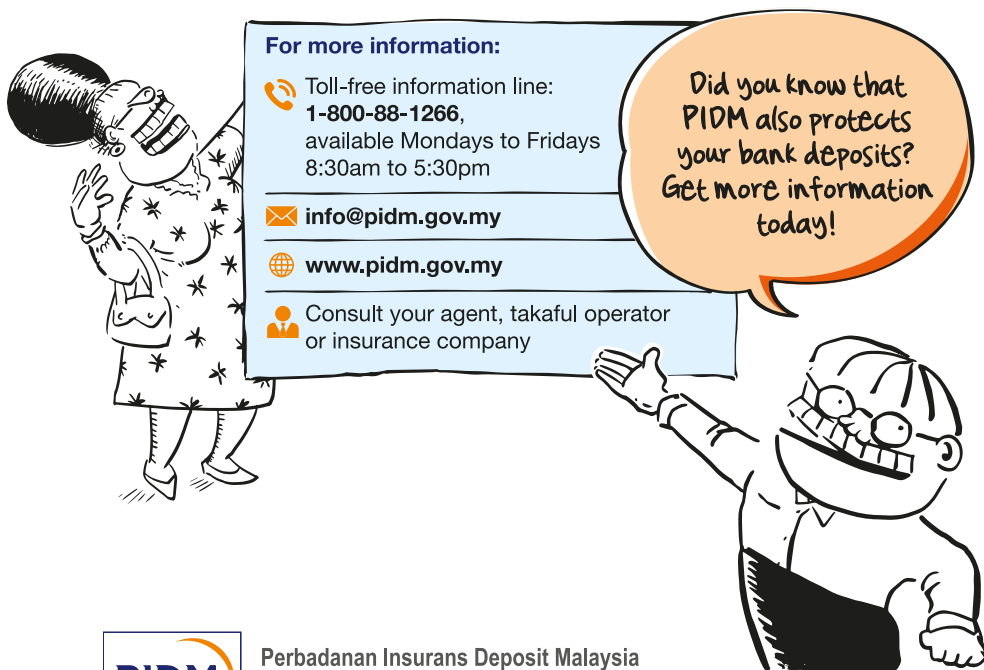 For more information:
Toll-free information line:
1-800-88-1266,
available Mondays to Fridays
8:30am to 5:30pm
info@pidm.gov.my
www.pidm.gov.my
Consult your agent, takaful operator
or insurance company
Did you know that
PIDM also protects
your bank deposits?
Get more information
today!
PIDM
Perbadanan Insurans Deposit Malaysia